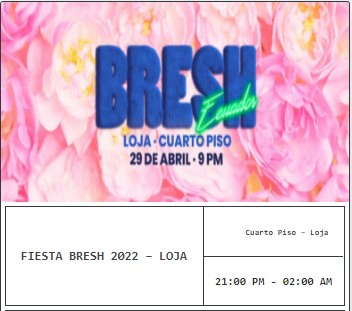 BRESH
Ecuador
LOJA · CUARTO PISO
29 DE ABRIL · 9 PM
FIESTA BRESH 2022 – LOJA
Cuarto Piso – Loja
21:00 PM - 02:00 AM